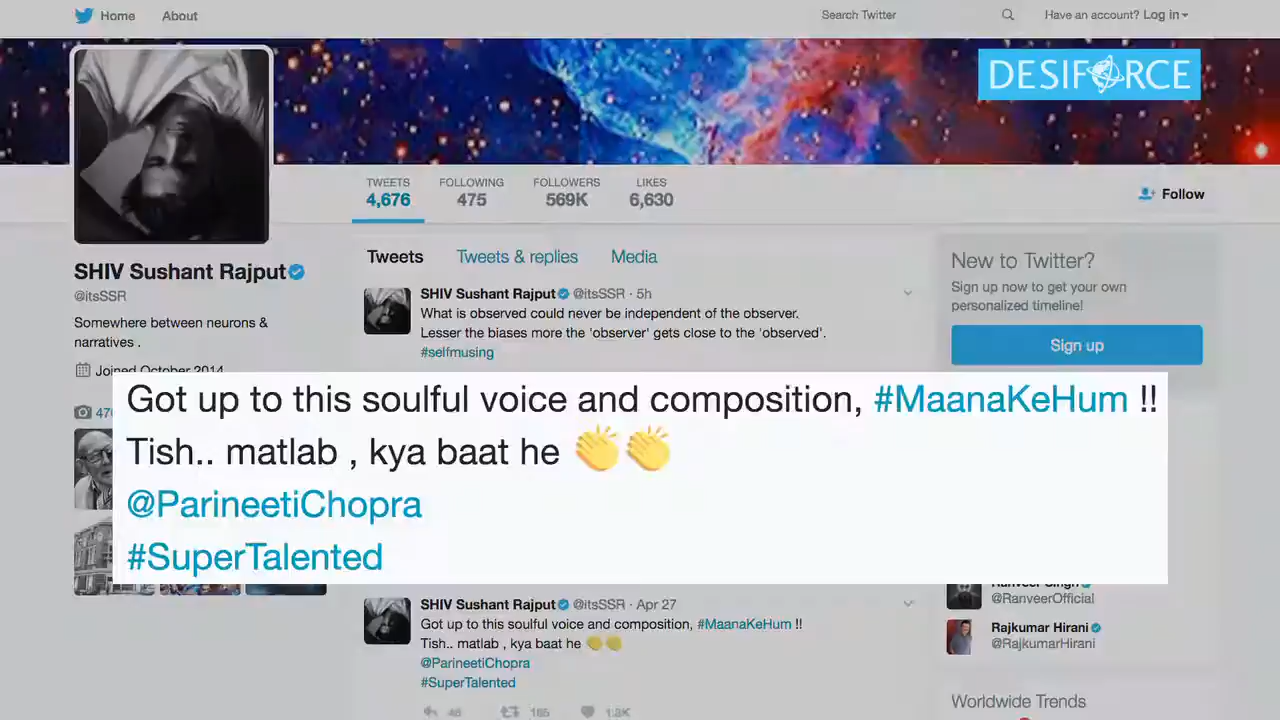 Home About Search Twitter Have an account? Log in
DESIFORCE
TWEETS FOLLOWING FOLLOWERS LIKES
4,676 475 569K 6,630
Follow
SHIV Sushant Rajput
@itsSSR
Somewhere between neurons &
narratives .
Joined October 2014
Tweets Tweets & replies Media
SHIV Sushant Rajput @itsSSR · 5h
What is observed could never be independent of the observer.
Lesser the biases more the 'observer' gets close to the 'observed'.
#selfmusing
New to Twitter?
Sign up now to get your own
personalized timeline!
Sign up
Got up to this soulful voice and composition, #MaanaKeHum !!
Tish.. matlab , kya baat he 👏👏
@ParineetiChopra
#SuperTalented
SHIV Sushant Rajput @itsSSR · Apr 27
Got up to this soulful voice and composition, #MaanaKeHum !!
Tish.. matlab , kya baat he 👏👏
@ParineetiChopra
#SuperTalented
Ranveer Singh
@RanveerOfficial
Rajkumar Hirani
@RajkumarHirani
Worldwide Trends